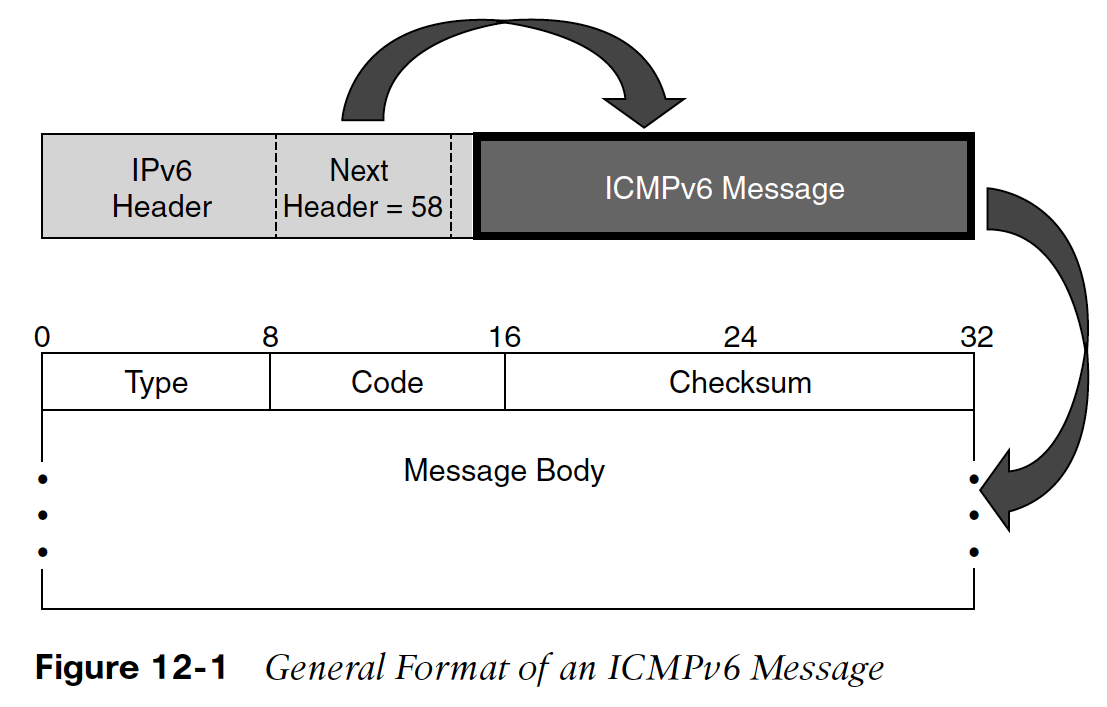 IPv6
Header
Next
Header = 58
ICMPv6 Message
0 8 16 24 32
Type Code Checksum
Message Body
Figure 12-1 General Format of an ICMPv6 Message